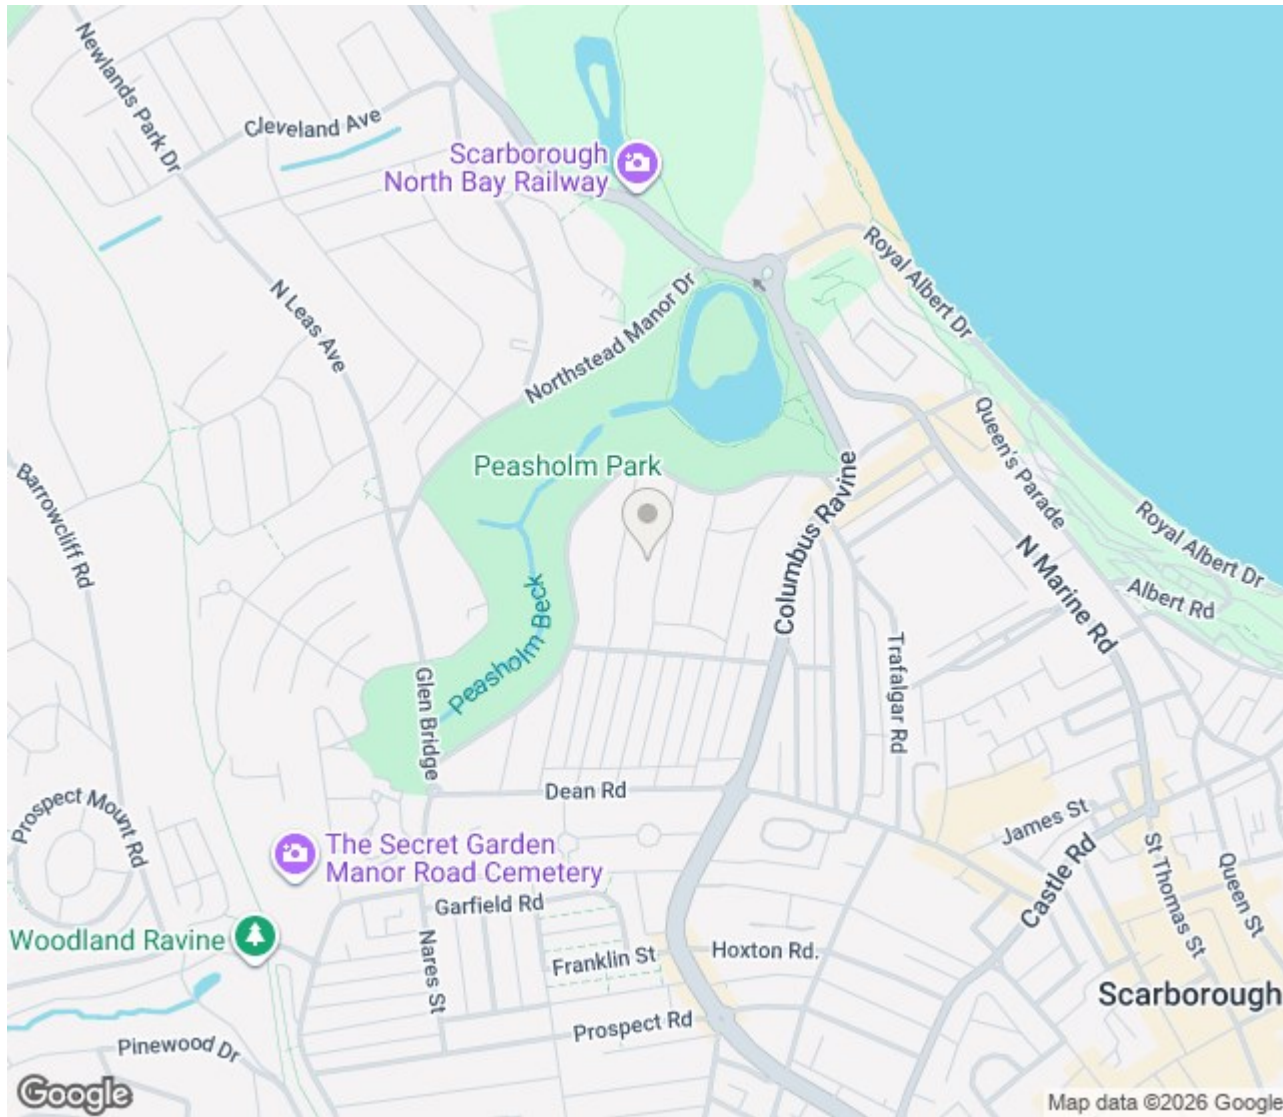 Newlands Park Dr
Cleveland Ave
Scarborough
North Bay Railway
Royal Albert Dr
N Leas Ave
Northstead Manor Dr
Queen's Parade
Barrowcliff Rd
Peasholm Park
Columbus Ravine
Royal Albert Dr
N Marine Rd
Albert Rd
Peasholm Beck
Trafalgar Rd
Glen Bridge
Dean Rd
Prospect Mount Rd
James St
The Secret Garden
Manor Road Cemetery
Castle Rd
St Thomas St
Queen St
Garfield Rd
Woodland Ravine
Nares St
Franklin St
Hoxton Rd.
Scarborough
Prospect Rd
Pinewood Dr
Google
Map data ©2026 Google